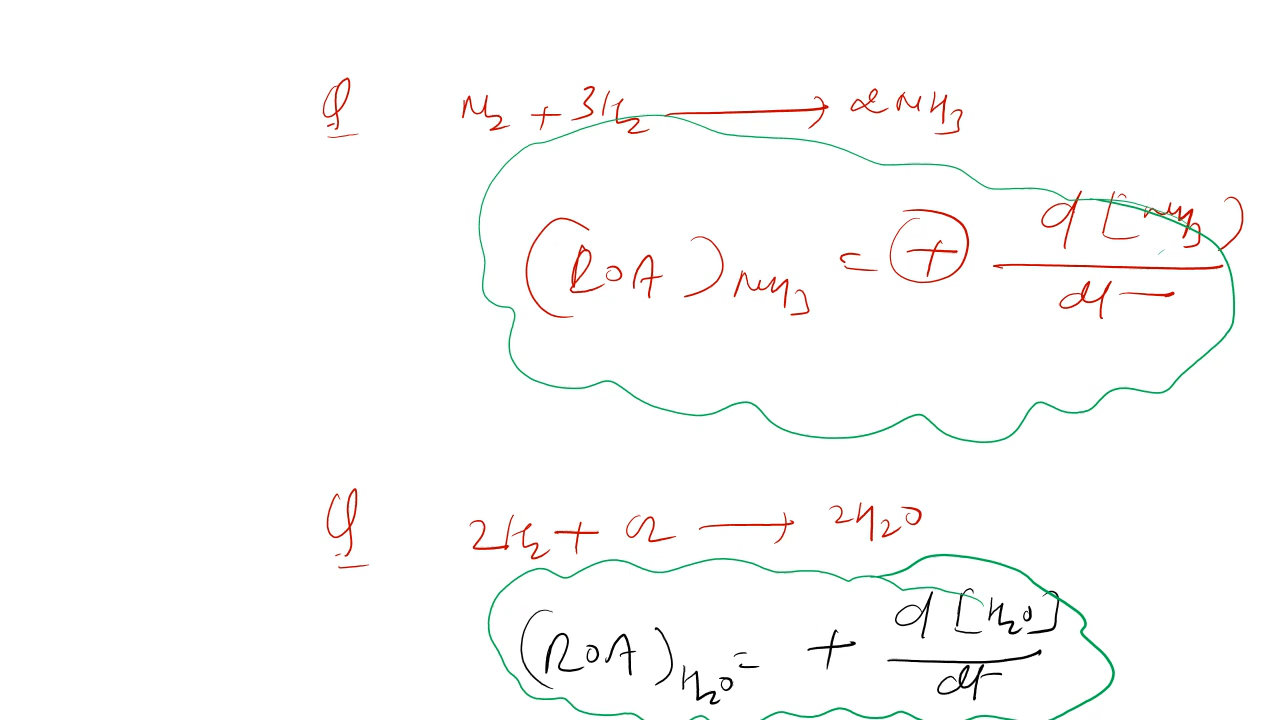 Q N₂ + 3H₂ ⟶ 2NH₃
(ROA)NH₃ = + d[NH₃] / dt
Q 2H₂ + O₂ ⟶ 2H₂O
(ROA)H₂O = + d[H₂O] / dt